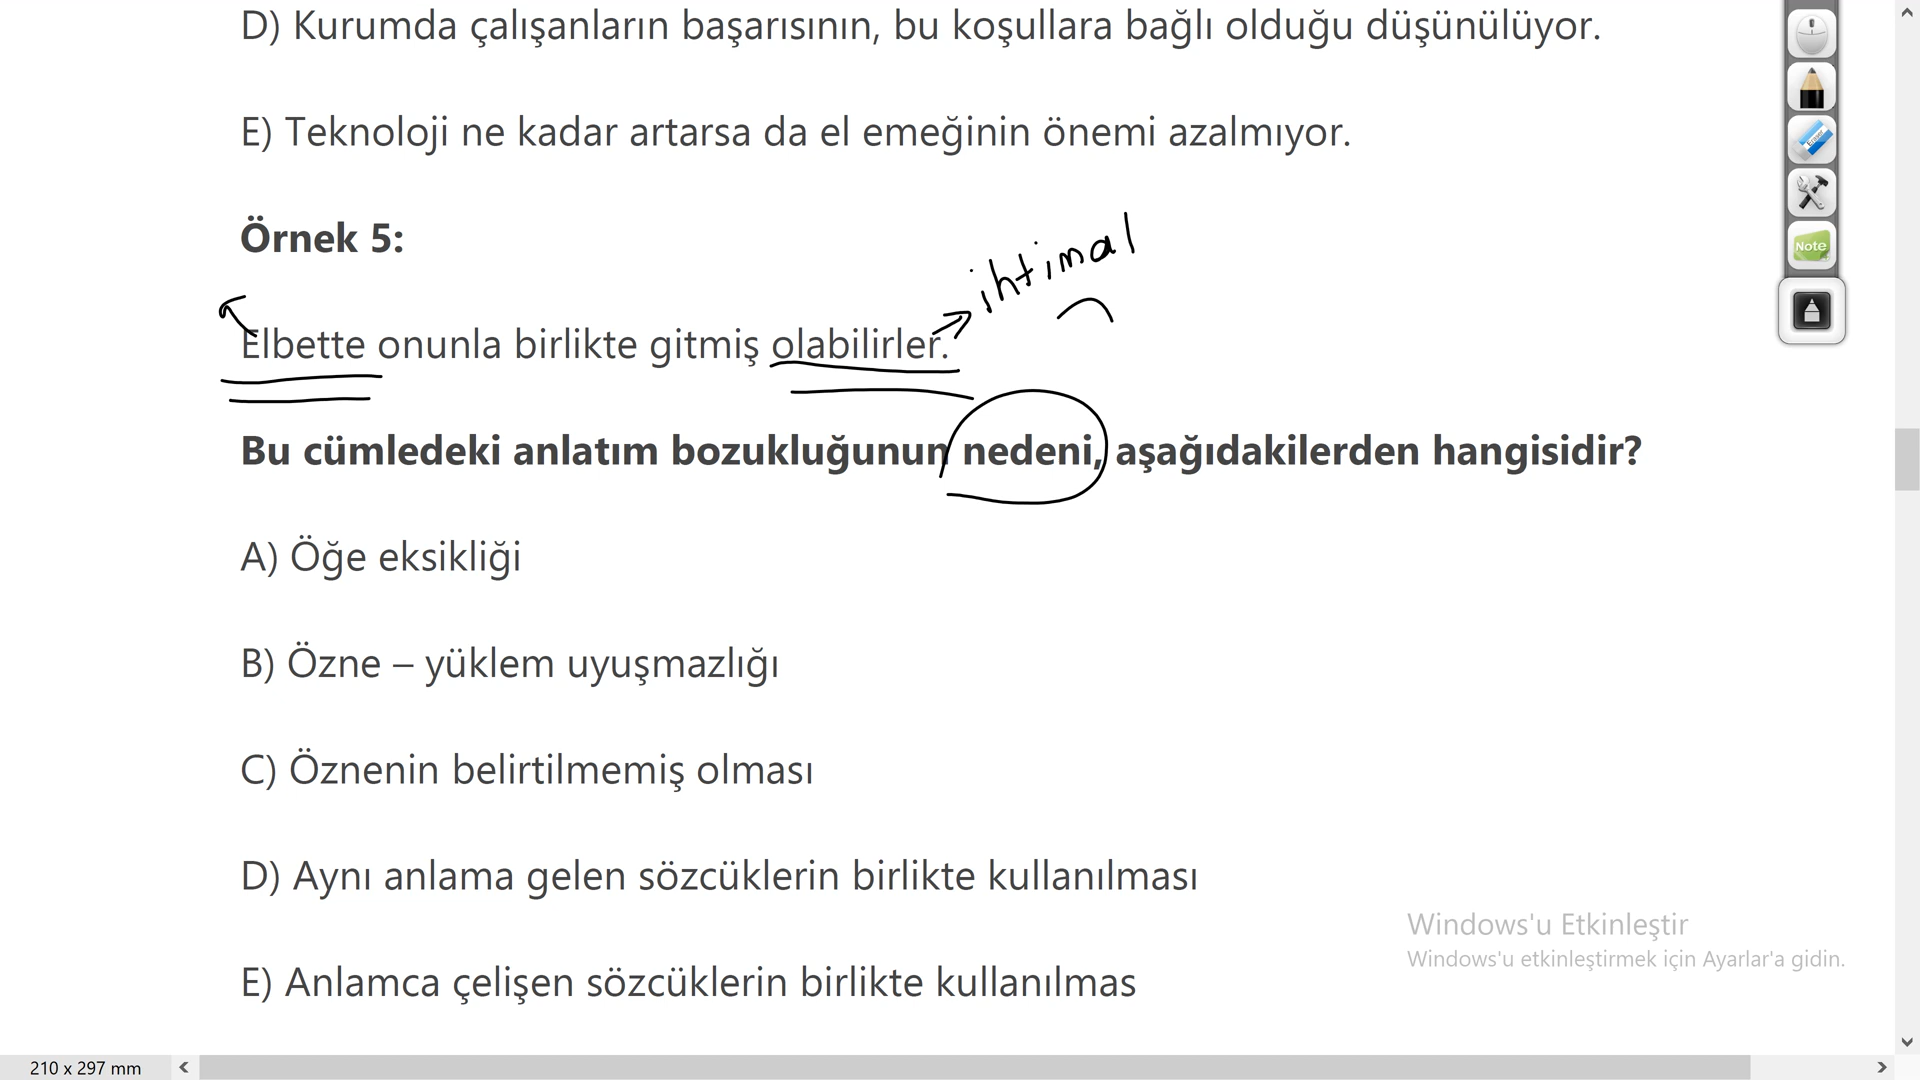 D) Kurumda çalışanların başarısının, bu koşullara bağlı olduğu düşünülüyor.
E) Teknoloji ne kadar artarsa da el emeğinin önemi azalmıyor.
Örnek 5:
ihtimal
Elbette onunla birlikte gitmiş olabilirler.
Bu cümledeki anlatım bozukluğunun nedeni, aşağıdakilerden hangisidir?
A) Öğe eksikliği
B) Özne – yüklem uyuşmazlığı
C) Öznenin belirtilmemiş olması
D) Aynı anlama gelen sözcüklerin birlikte kullanılması
E) Anlamca çelişen sözcüklerin birlikte kullanılmas
Note
Windows'u Etkinleştir
Windows'u etkinleştirmek için Ayarlar'a gidin.
210 x 297 mm